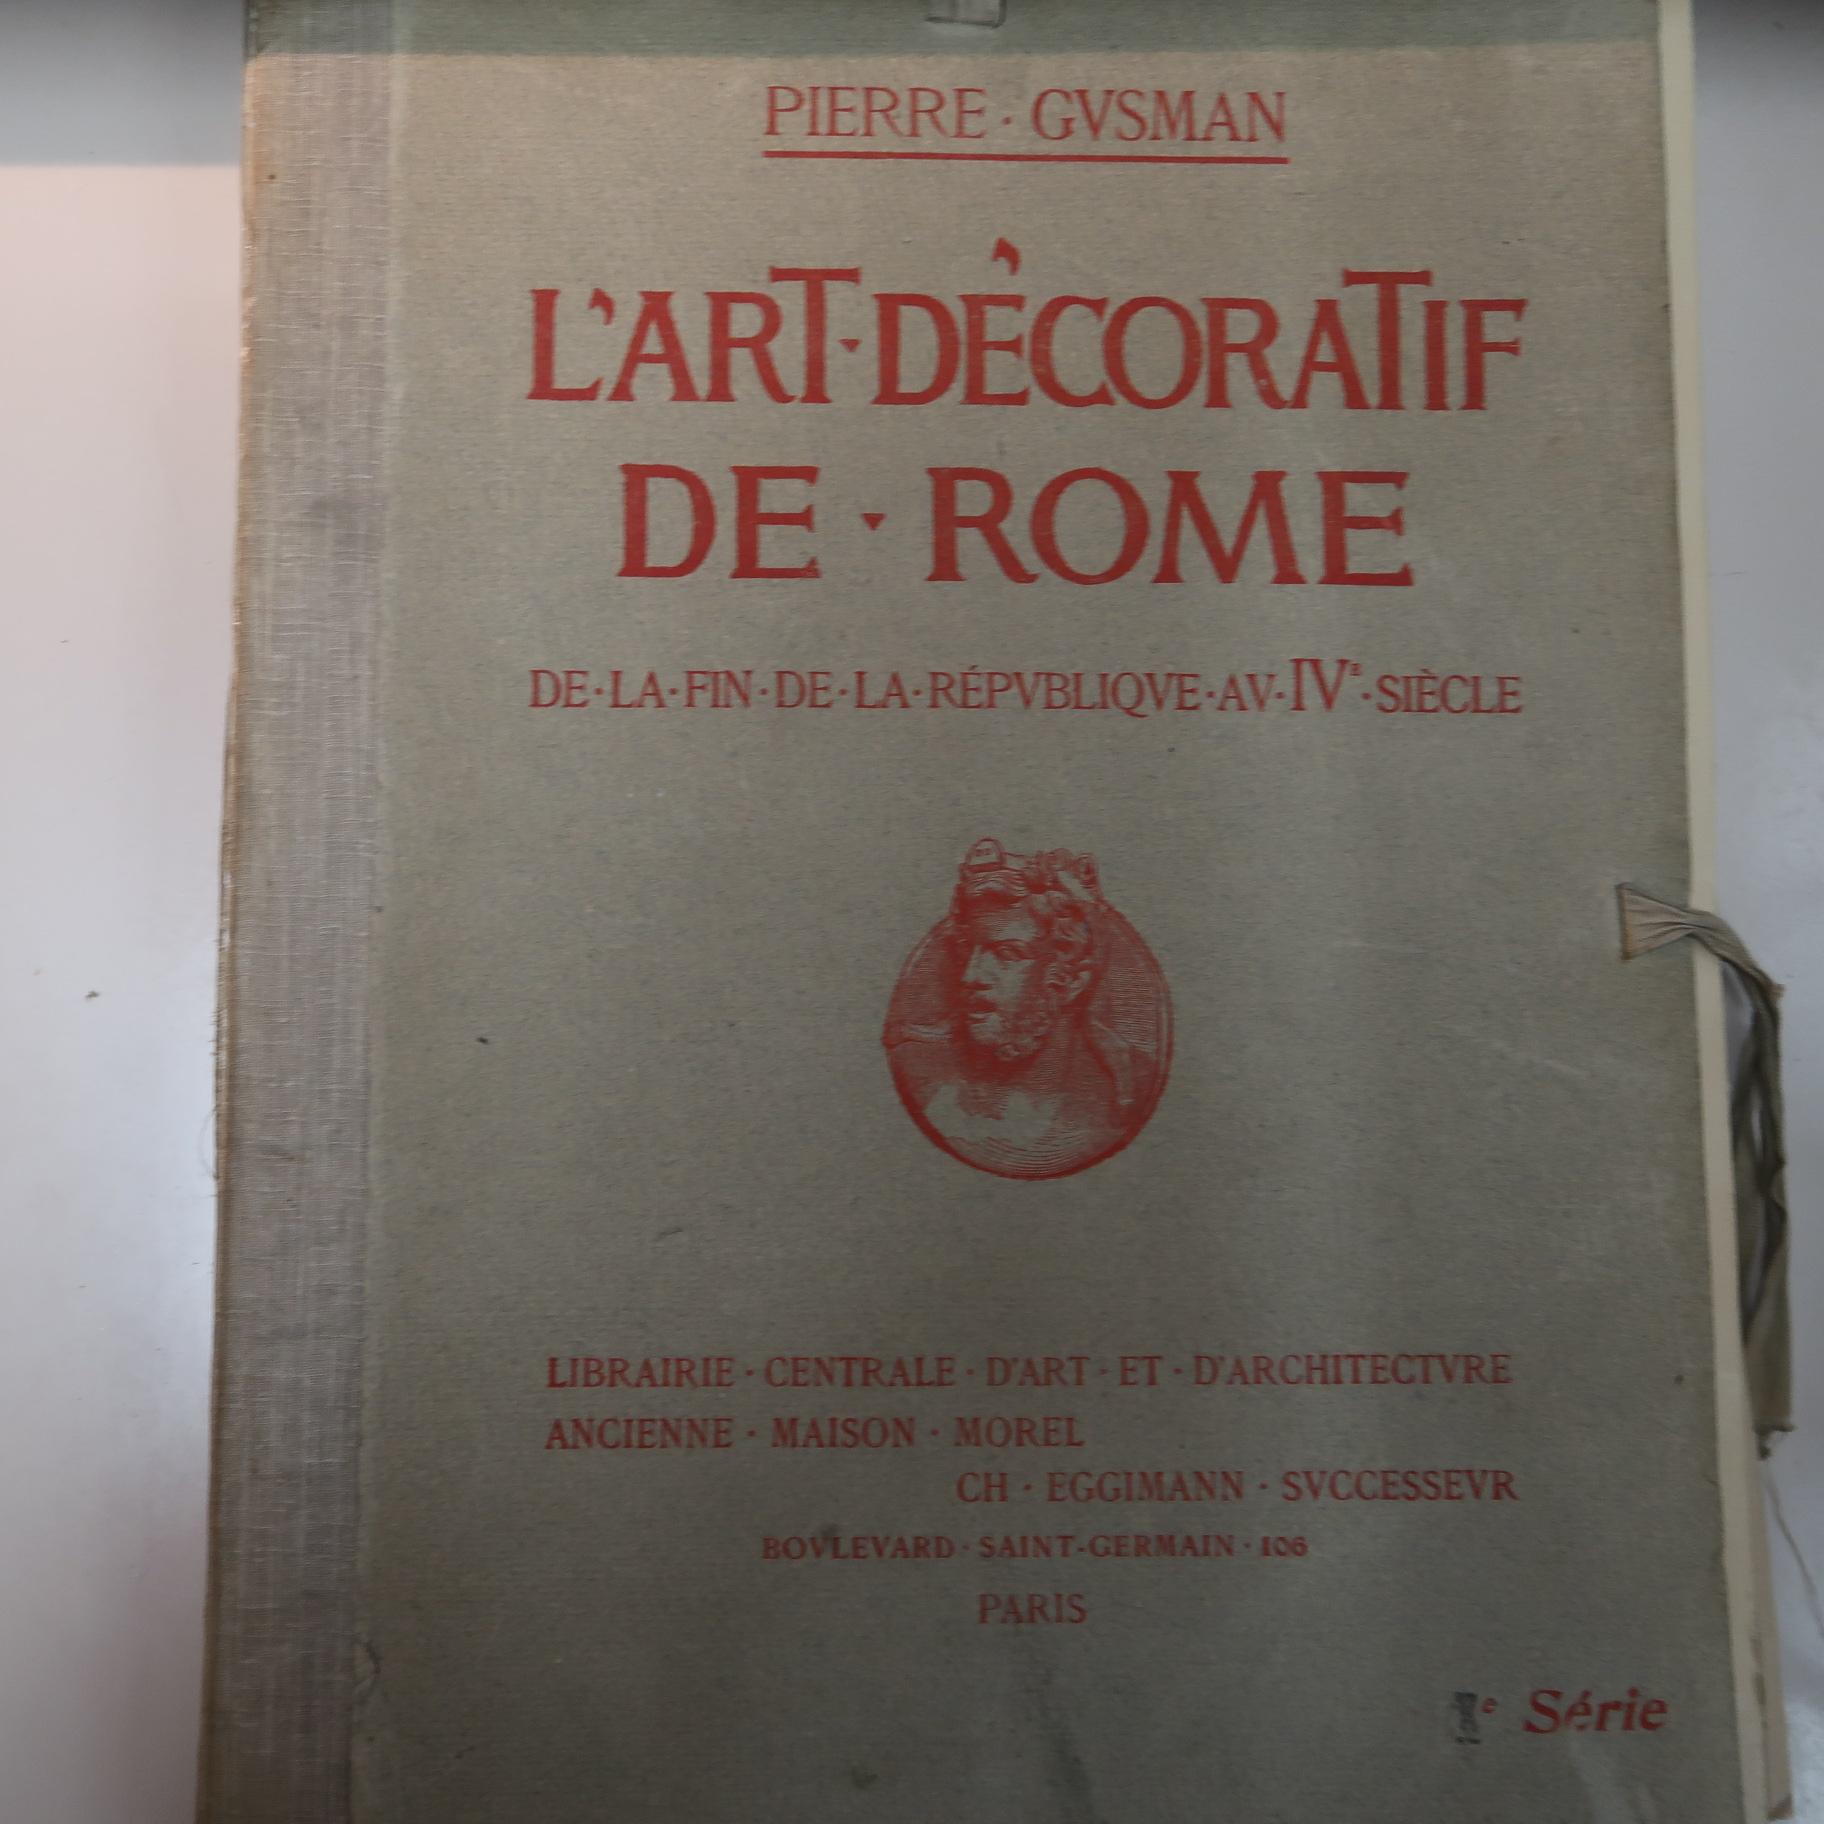 PIERRE · GVSMAN
L'ART · DÉCORATIF
DE · ROME
DE · LA · FIN · DE · LA · RÉPVBLIQVE · AV · IVe · SIÈCLE
LIBRAIRIE · CENTRALE · D'ART · ET · D'ARCHITECTVRE
ANCIENNE · MAISON · MOREL
CH · EGGIMANN · SVCCESSEVR
BOVLEVARD · SAINT-GERMAIN · 106
PARIS
Série